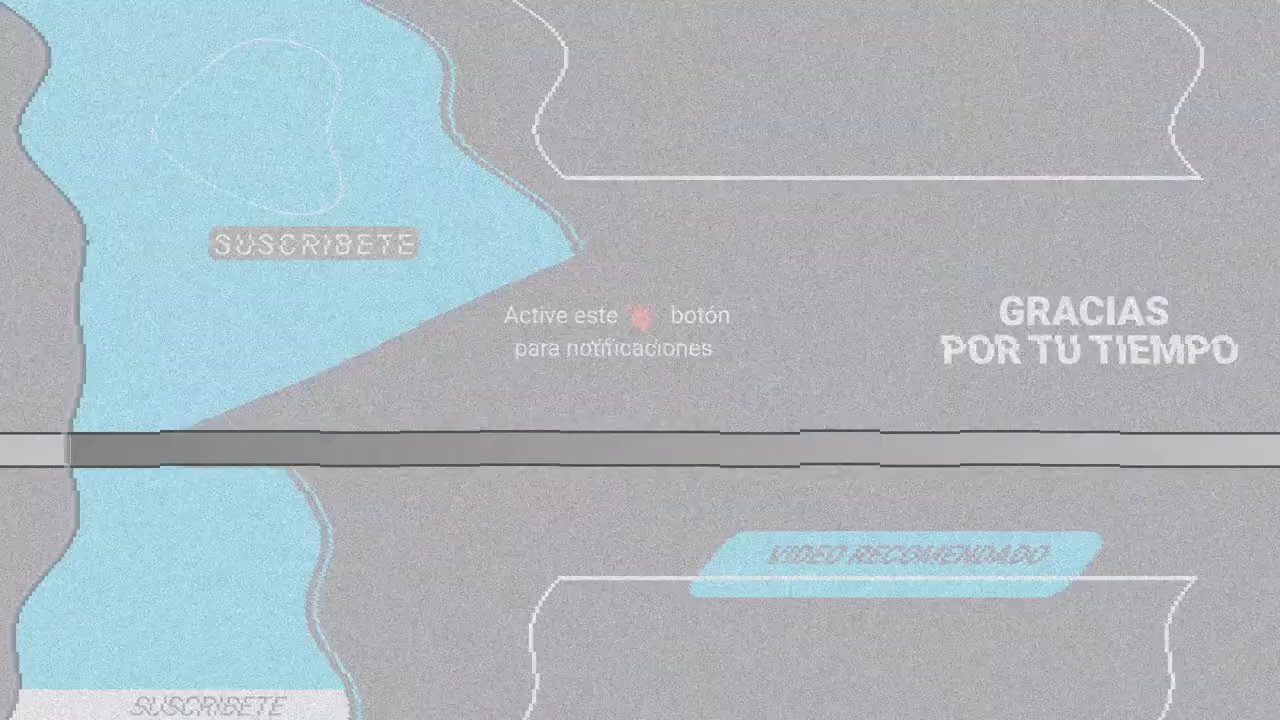 SUSCRIBETE
Active este botón
para notificaciones
GRACIAS
POR TU TIEMPO
VIDEO RECOMENDADO
SUSCRIBETE